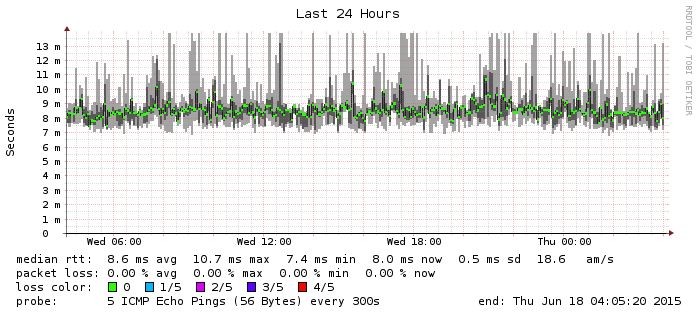 Last 24 Hours
RRDTOOL / TOBI OETIKER
Seconds
13 m
12 m
11 m
10 m
9 m
8 m
7 m
6 m
5 m
4 m
3 m
2 m
1 m
0
Wed 06:00 Wed 12:00 Wed 18:00 Thu 00:00
median rtt: 8.6 ms avg 10.7 ms max 7.4 ms min 8.0 ms now 0.5 ms sd 18.6 am/s
packet loss: 0.00 % avg 0.00 % max 0.00 % min 0.00 % now
loss color: 0 1/5 2/5 3/5 4/5
probe: 5 ICMP Echo Pings (56 Bytes) every 300s end: Thu Jun 18 04:05:20 2015